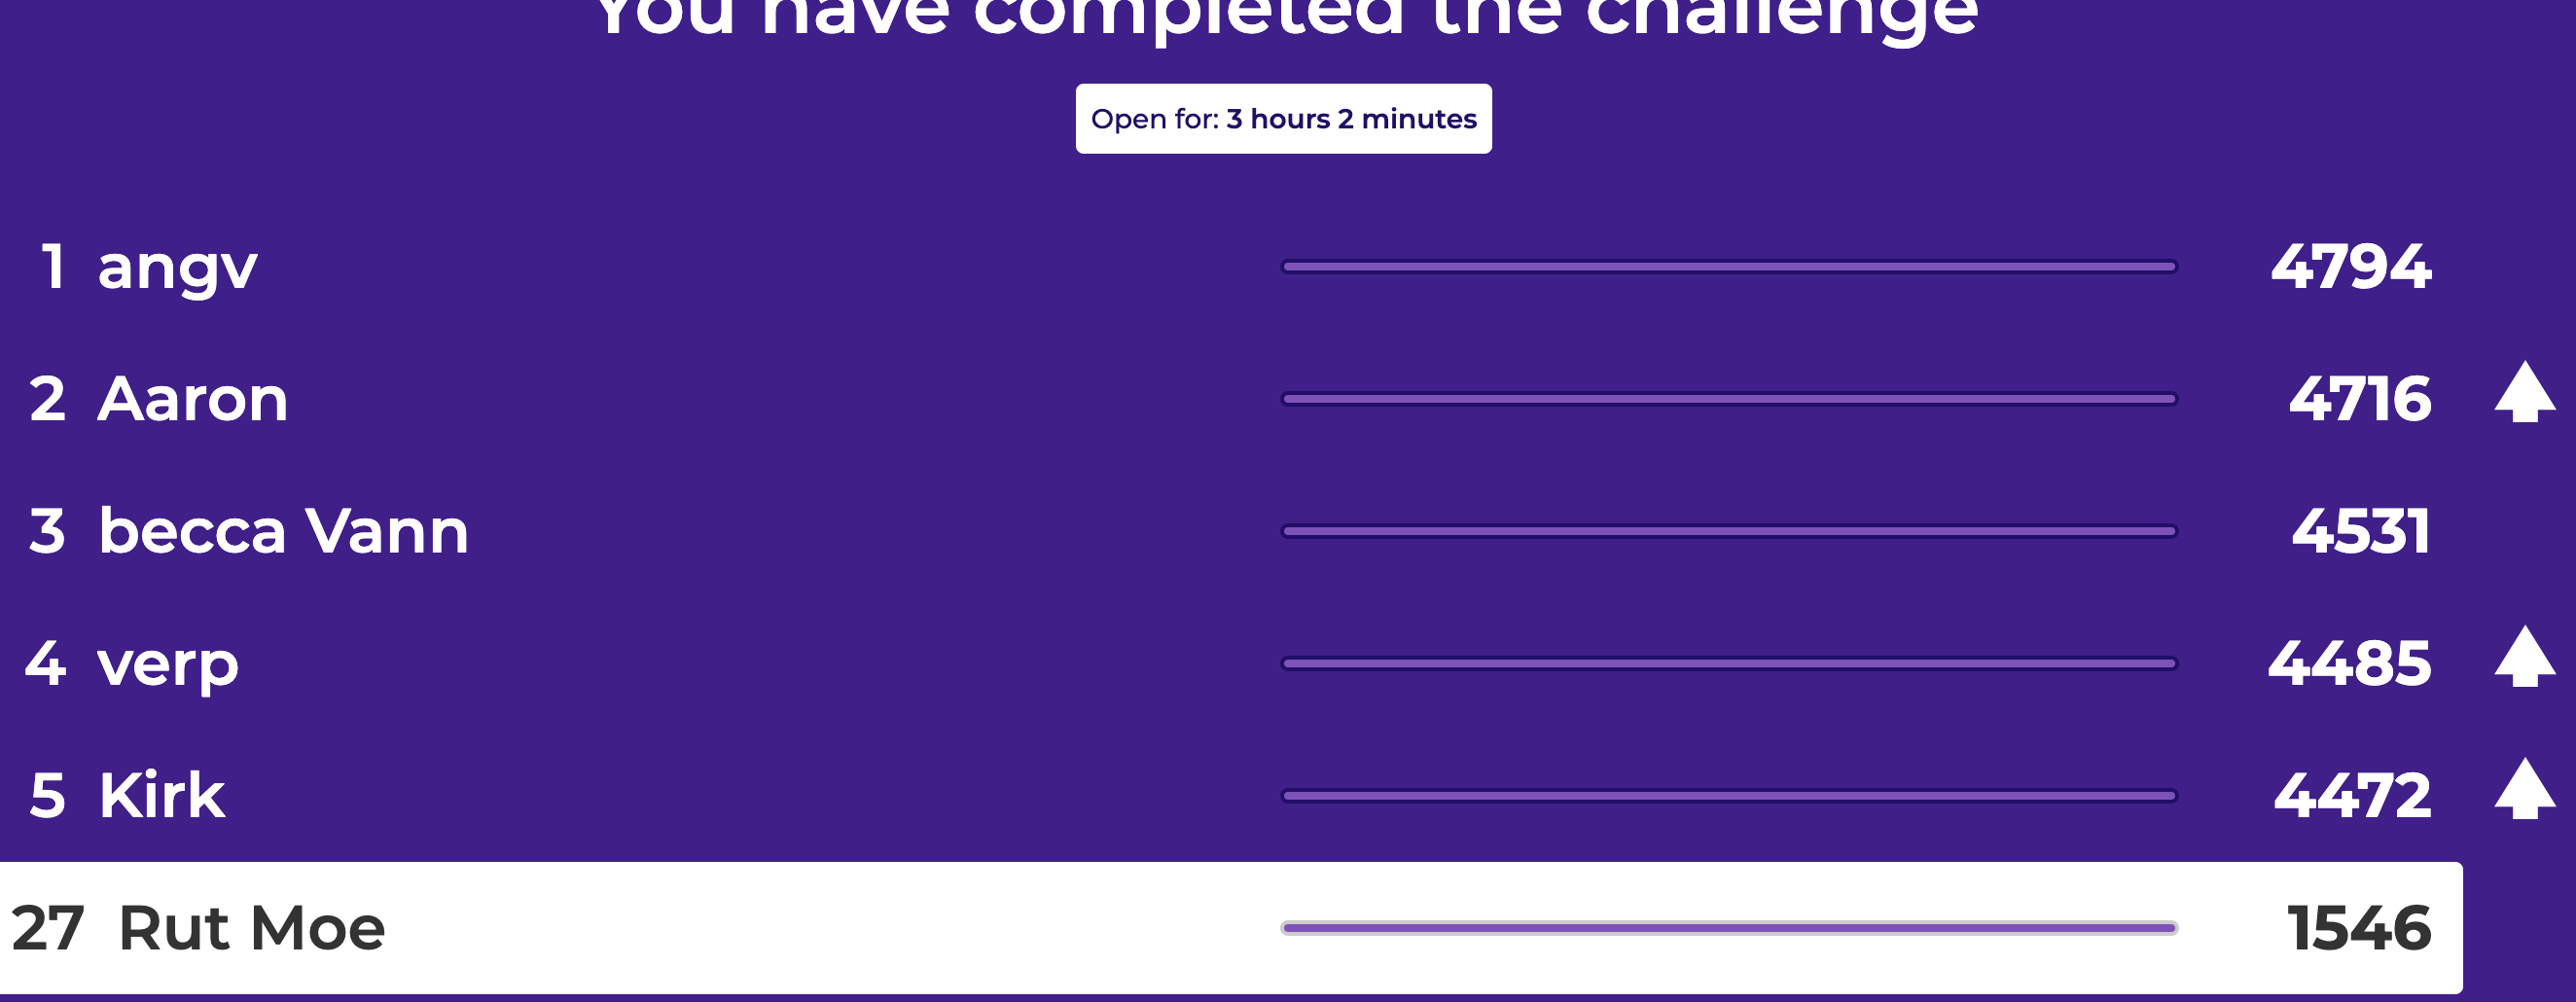 You have completed the challenge
Open for: 3 hours 2 minutes
1 angv 4794
2 Aaron 4716
3 becca Vann 4531
4 verp 4485
5 Kirk 4472
27 Rut Moe 1546